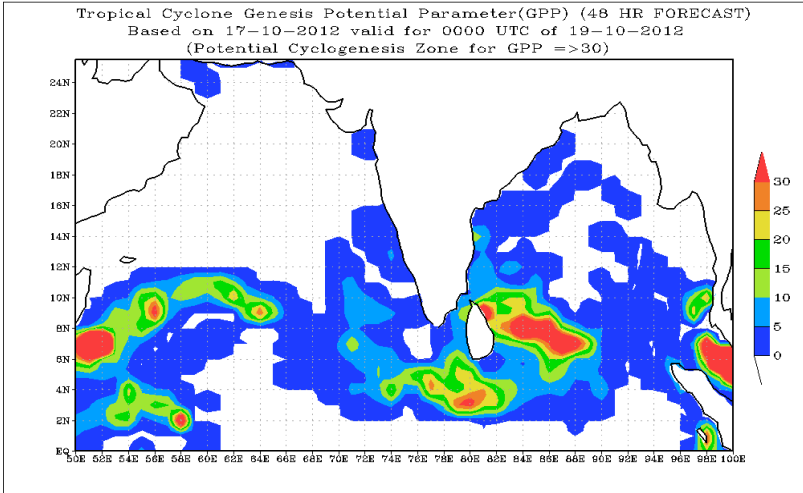 Tropical Cyclone Genesis Potential Parameter(GPP) (48 HR FORECAST)
Based on 17-10-2012 valid for 0000 UTC of 19-10-2012
(Potential Cyclogenesis Zone for GPP =>30)
24N
22N
20N
18N
16N
14N
12N
10N
8N
6N
4N
2N
EQ
50E 52E 54E 56E 58E 60E 62E 64E 66E 68E 70E 72E 74E 76E 78E 80E 82E 84E 86E 88E 90E 92E 94E 96E 98E 100E
30
25
20
15
10
5
0